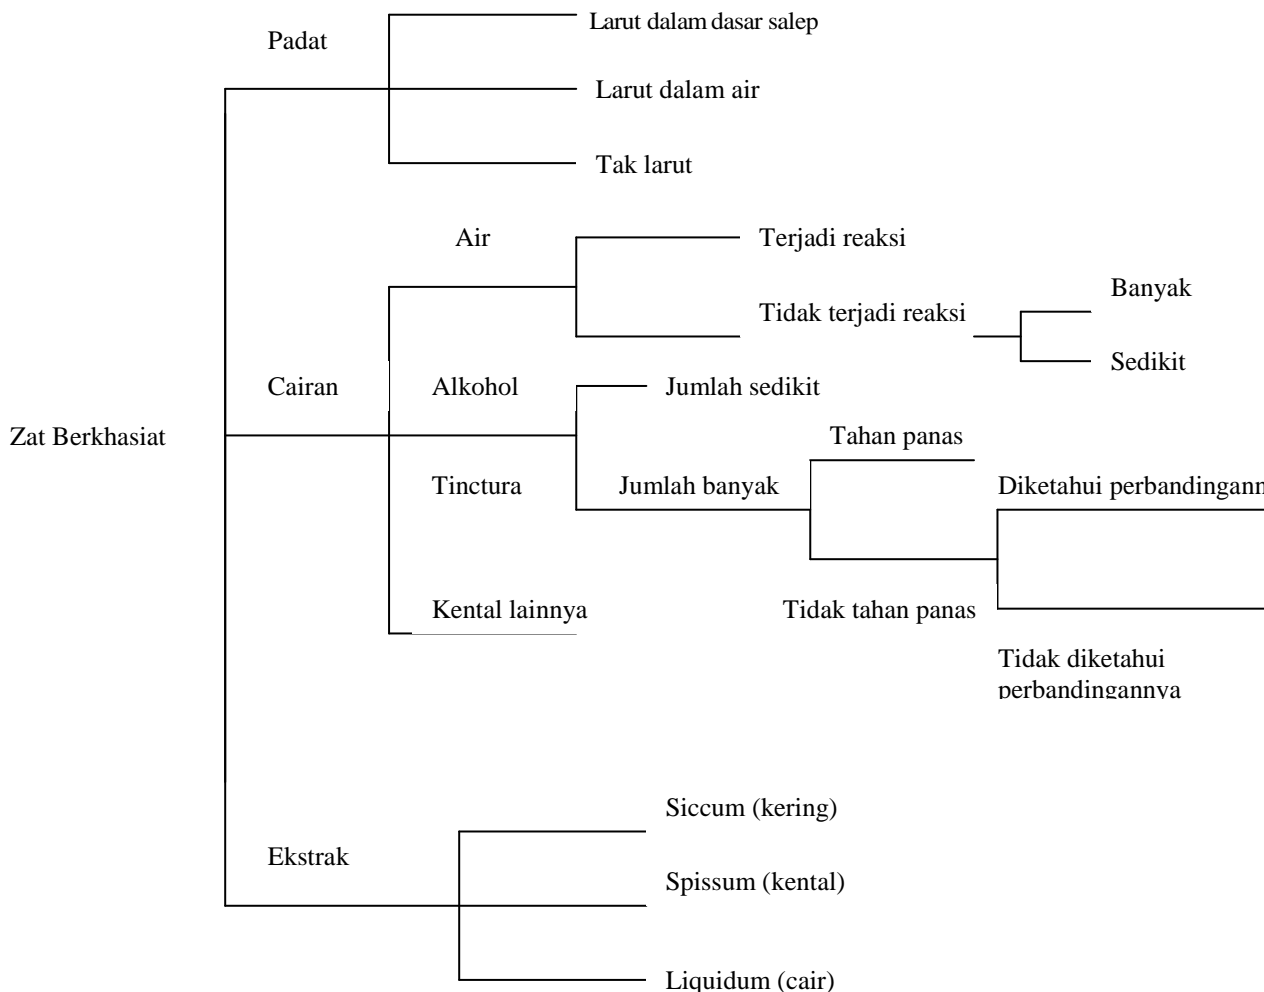 Larut dalam dasar salep
Padat
Larut dalam air
Tak larut
Air
Terjadi reaksi
Banyak
Tidak terjadi reaksi
Sedikit
Cairan
Alkohol
Jumlah sedikit
Zat Berkhasiat
Tahan panas
Tinctura
Jumlah banyak
Diketahui perbandingann
Kental lainnya
Tidak tahan panas
Tidak diketahui
perbandingannya
Siccum (kering)
Ekstrak
Spissum (kental)
Liquidum (cair)